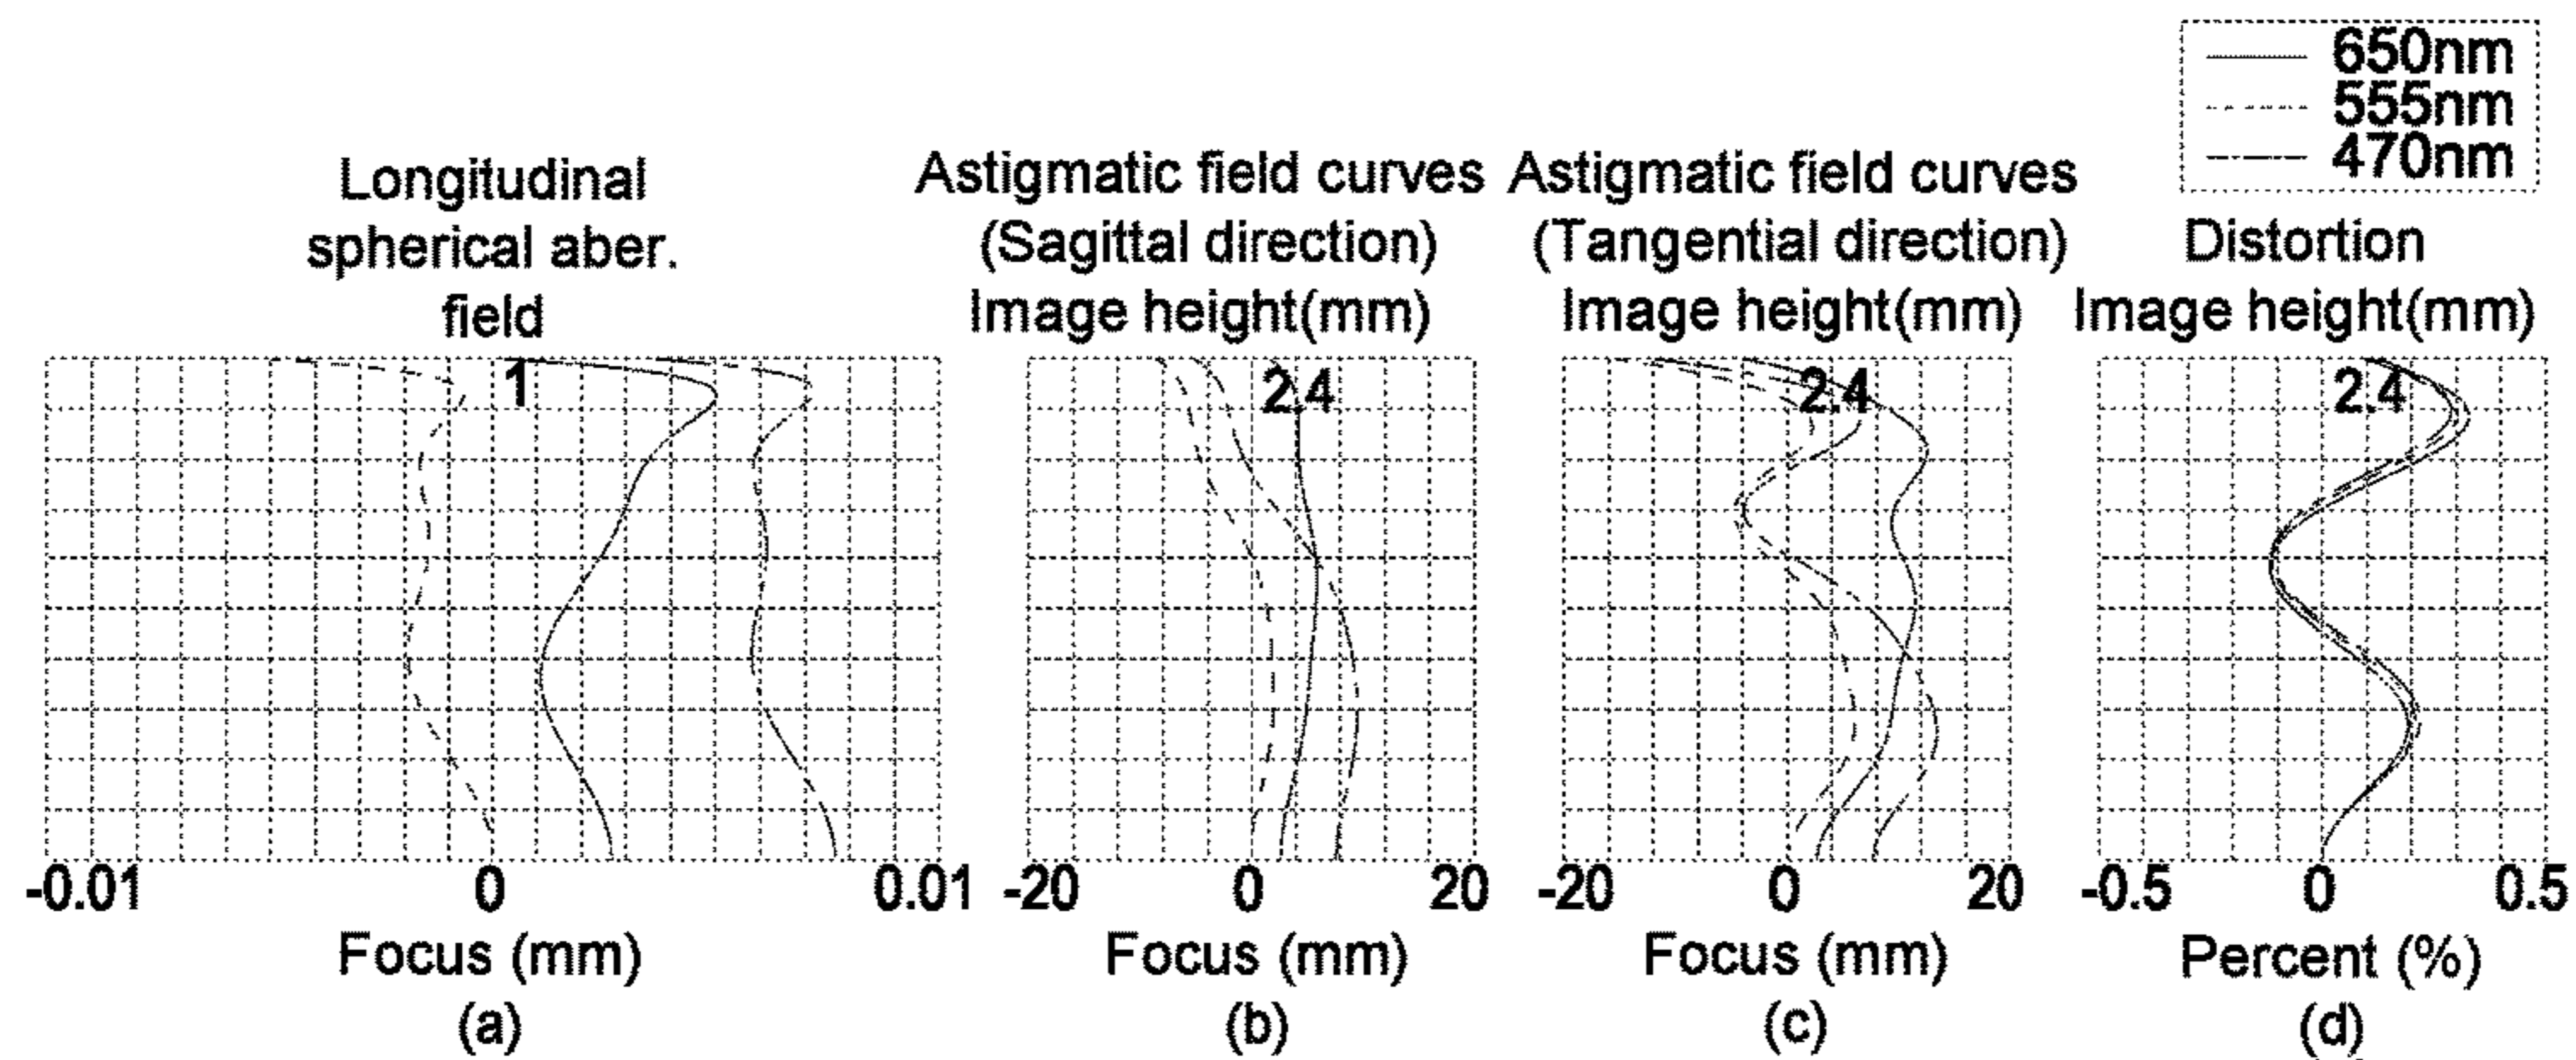 650nm
555nm
470nm
Longitudinal
spherical aber.
field
Astigmatic field curves
(Sagittal direction)
Image height(mm)
Astigmatic field curves
(Tangential direction)
Image height(mm)
Distortion
Image height(mm)
1
2.4
2.4
2.4
-0.01 0 0.01
-20 0 20
-20 0 20
-0.5 0 0.5
Focus (mm)
Focus (mm)
Focus (mm)
Percent (%)
(a)
(b)
(c)
(d)